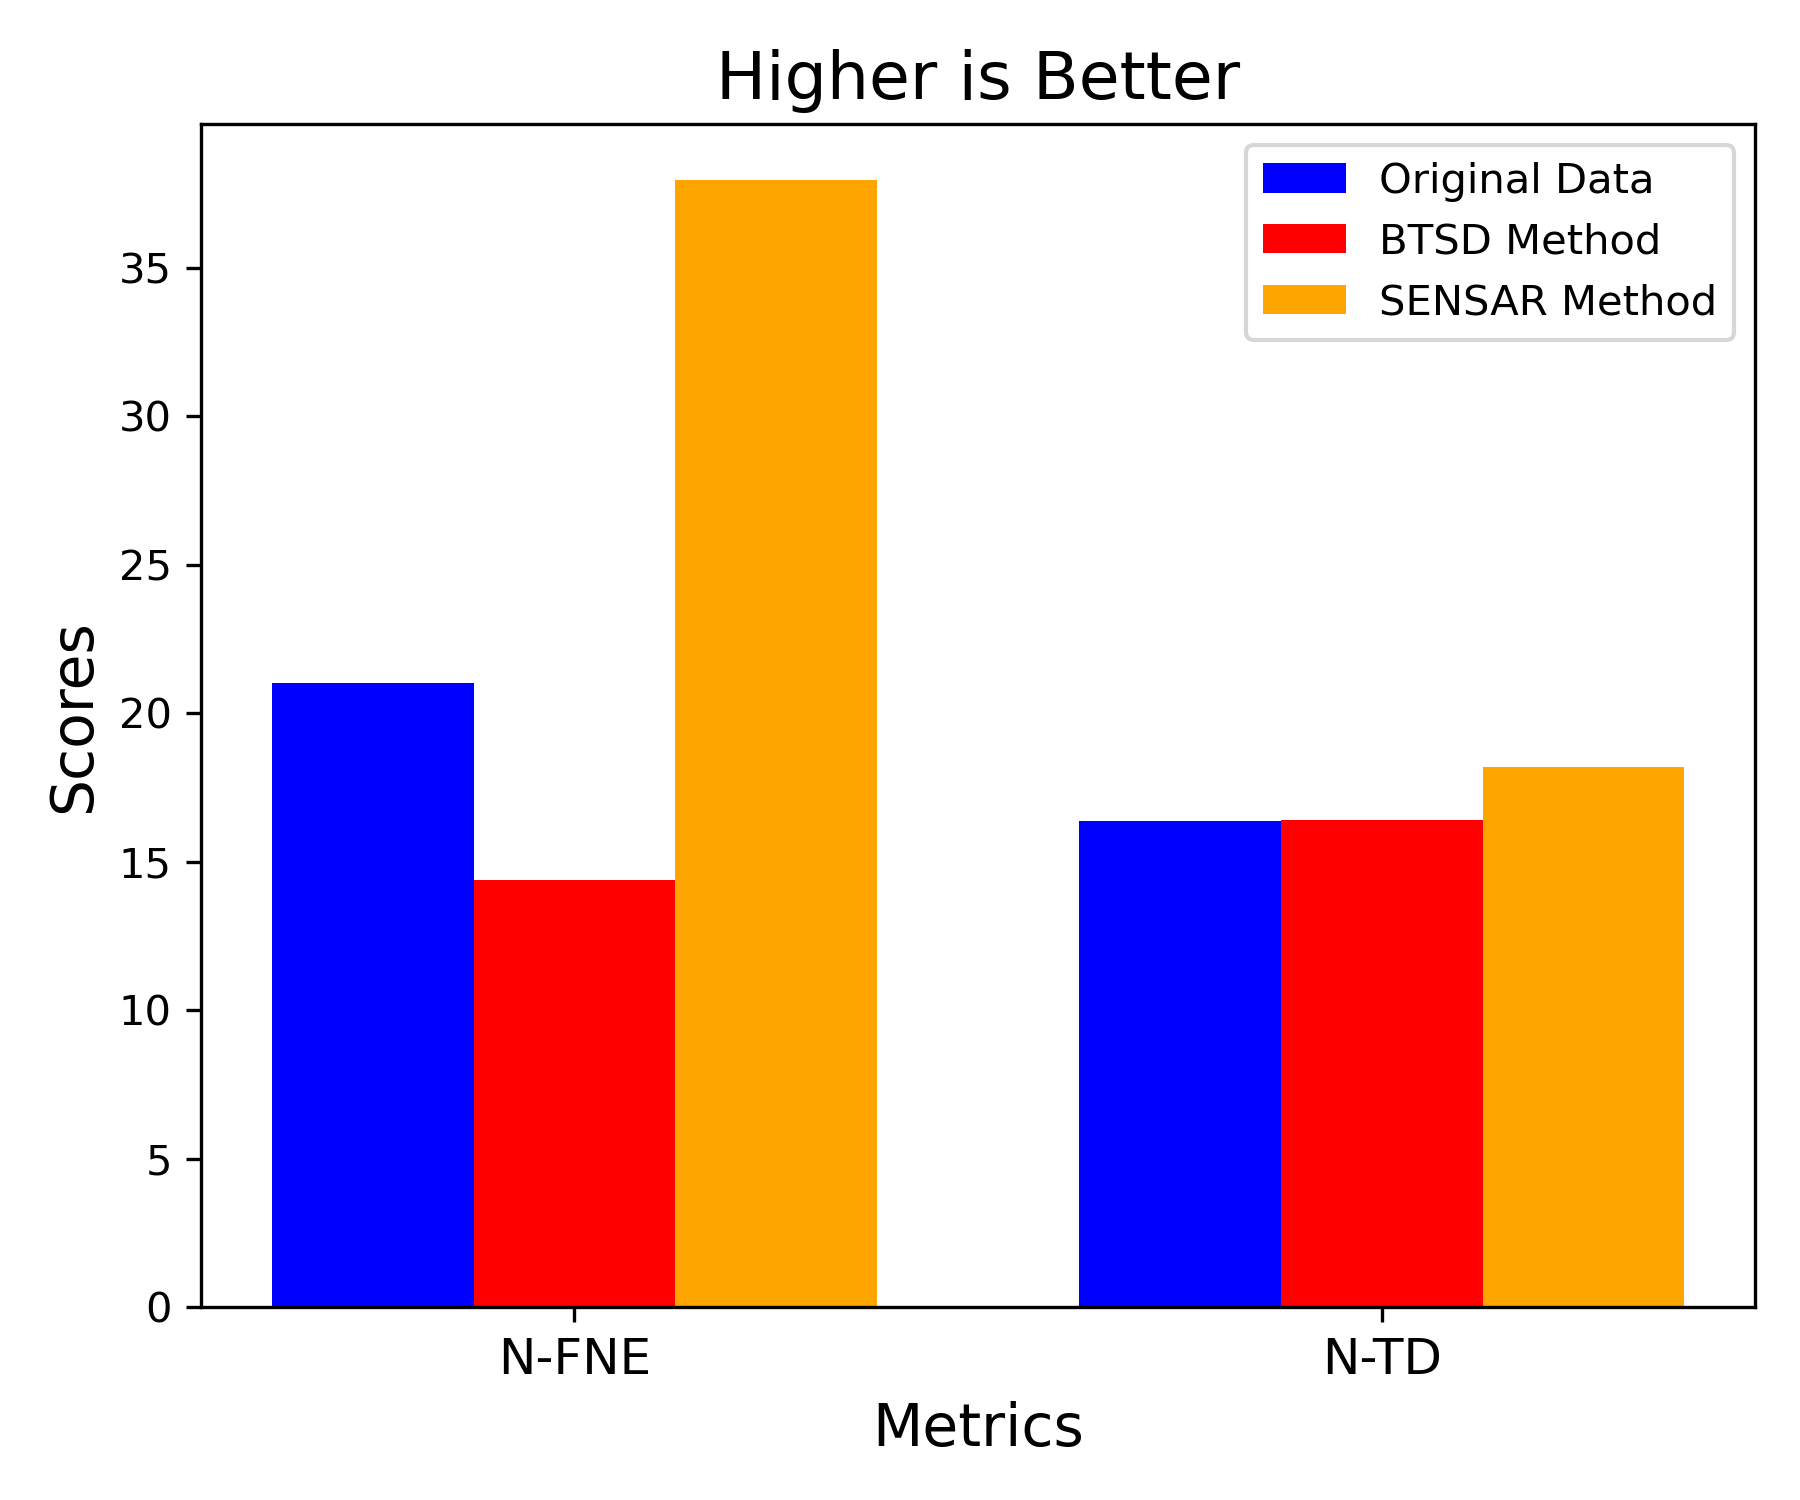 Higher is Better
Original Data
BTSD Method
SENSAR Method
Scores
35
30
25
20
15
10
5
0
N-FNE
N-TD
Metrics